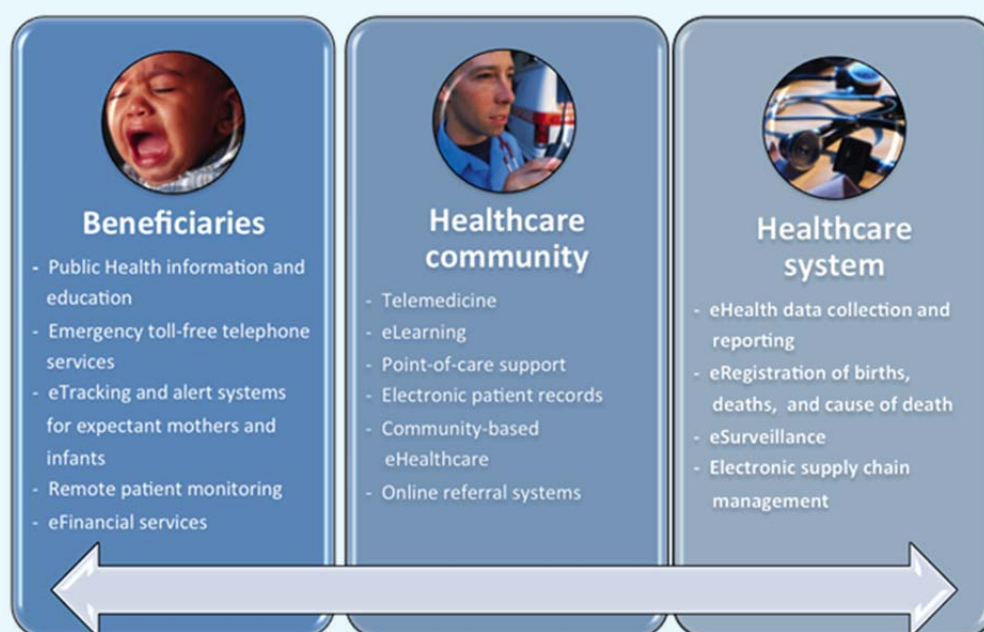 Beneficiaries
- Public Health information and
education
- Emergency toll-free telephone
services
- eTracking and alert systems
for expectant mothers and
infants
- Remote patient monitoring
- eFinancial services
Healthcare
community
- Telemedicine
- eLearning
- Point-of-care support
- Electronic patient records
- Community-based
eHealthcare
- Online referral systems
Healthcare
system
- eHealth data collection and
reporting
- eRegistration of births,
deaths, and cause of death
- eSurveillance
- Electronic supply chain
management